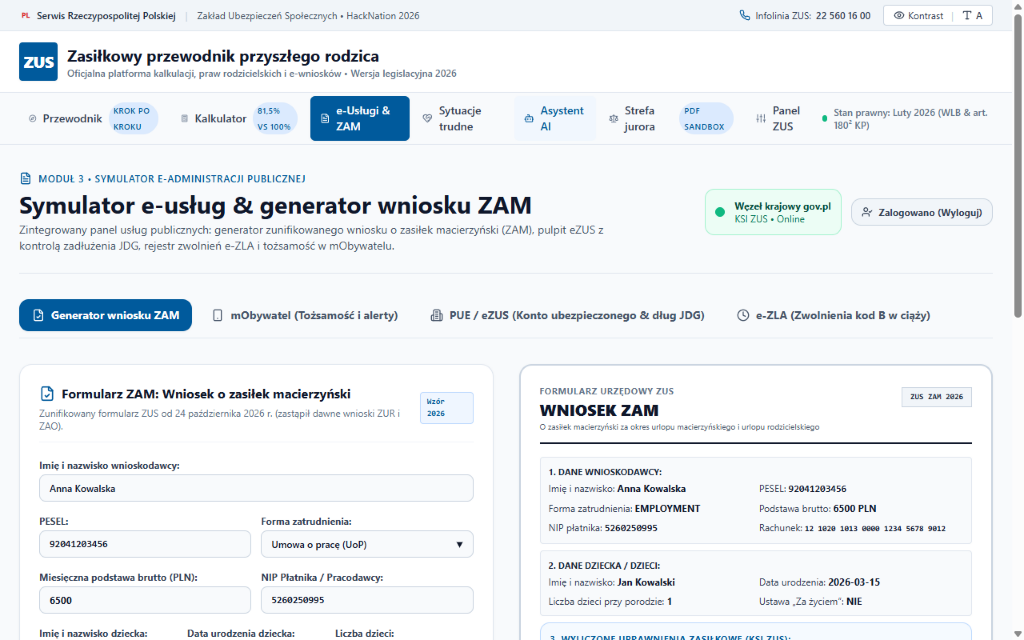 PL Serwis Rzeczypospolitej Polskiej | Zakład Ubezpieczeń Społecznych • HackNation 2026
Infolinia ZUS: 22 560 16 00
Kontrast
T A
ZUS
Zasiłkowy przewodnik przyszłego rodzica
Oficjalna platforma kalkulacji, praw rodzicielskich i e-wniosków • Wersja legislacyjna 2026
Przewodnik
KROK PO KROKU
Kalkulator
81,5% VS 100%
e-Usługi & ZAM
Sytuacje trudne
Asystent AI
Strefa jurora
PDF SANDBOX
Panel ZUS
Stan prawny: Luty 2026 (WLB & art. 180² KP)
MODUŁ 3 • SYMULATOR E-ADMINISTRACJI PUBLICZNEJ
Symulator e-usług & generator wniosku ZAM
Zintegrowany panel usług publicznych: generator zunifikowanego wniosku o zasiłek macierzyński (ZAM), pulpit eZUS z
kontrolą zadłużenia JDG, rejestr zwolnień e-ZLA i tożsamość w mObywatelu.
Węzeł krajowy gov.pl
KSI ZUS • Online
Zalogowano (Wyloguj)
Generator wniosku ZAM
mObywatel (Tożsamość i alerty)
PUE / eZUS (Konto ubezpieczonego & dług JDG)
e-ZLA (Zwolnienia kod B w ciąży)
Formularz ZAM: Wniosek o zasiłek macierzyński
Zunifikowany formularz ZUS od 24 października 2026 r. (zastąpił dawne wnioski ZUR i
ZAO).
Wzór 2026
Imię i nazwisko wnioskodawcy:
Anna Kowalska
PESEL:
92041203456
Forma zatrudnienia:
Umowa o pracę (UoP)
Miesięczna podstawa brutto (PLN):
6500
NIP Płatnika / Pracodawcy:
5260250995
Imię i nazwisko dziecka:
Data urodzenia dziecka:
Liczba dzieci:
FORMULARZ URZĘDOWY ZUS
WNIOSEK ZAM
O zasiłek macierzyński za okres urlopu macierzyńskiego i urlopu rodzicielskiego
ZUS ZAM 2026
1. DANE WNIOSKODAWCY:
Imię i nazwisko: Anna Kowalska
PESEL: 92041203456
Forma zatrudnienia: EMPLOYMENT
Podstawa brutto: 6500 PLN
NIP płatnika: 5260250995
Rachunek: 12 1020 1013 0000 1234 5678 9012
2. DANE DZIECKA / DZIECI:
Imię i nazwisko: Jan Kowalski
Data urodzenia: 2026-03-15
Liczba dzieci przy porodzie: 1
Ustawa „Za życiem": NIE
3. WYLICZONE UPRAWNIENIA ZASIŁKOWE (KSI ZUS):